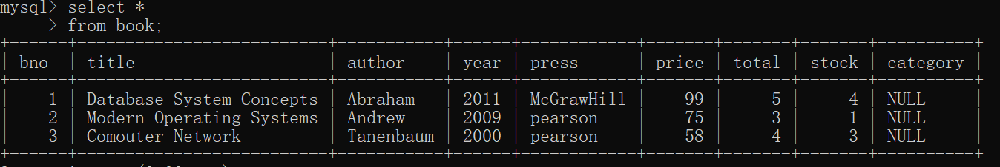 mysql> select *
    -> from book;
+------+--------------------------+-----------+------+------------+-------+-------+-------+----------+
| bno  | title                    | author    | year | press      | price | total | stock | category |
+------+--------------------------+-----------+------+------------+-------+-------+-------+----------+
|    1 | Database System Concepts | Abraham   | 2011 | McGrawHill |    99 |     5 |     4 | NULL     |
|    2 | Modern Operating Systems | Andrew    | 2009 | pearson    |    75 |     3 |     1 | NULL     |
|    3 | Comouter Network         | Tanenbaum | 2000 | pearson    |    58 |     4 |     3 | NULL     |
+------+--------------------------+-----------+------+------------+-------+-------+-------+----------+